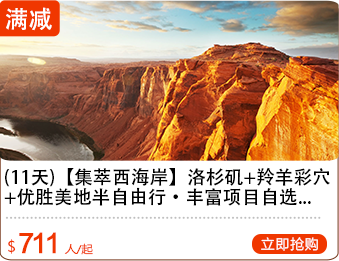 满减
(11天)【集萃西海岸】洛杉矶+羚羊彩穴
+优胜美地半自由行·丰富项目自选...
$711 人/起
立即抢购